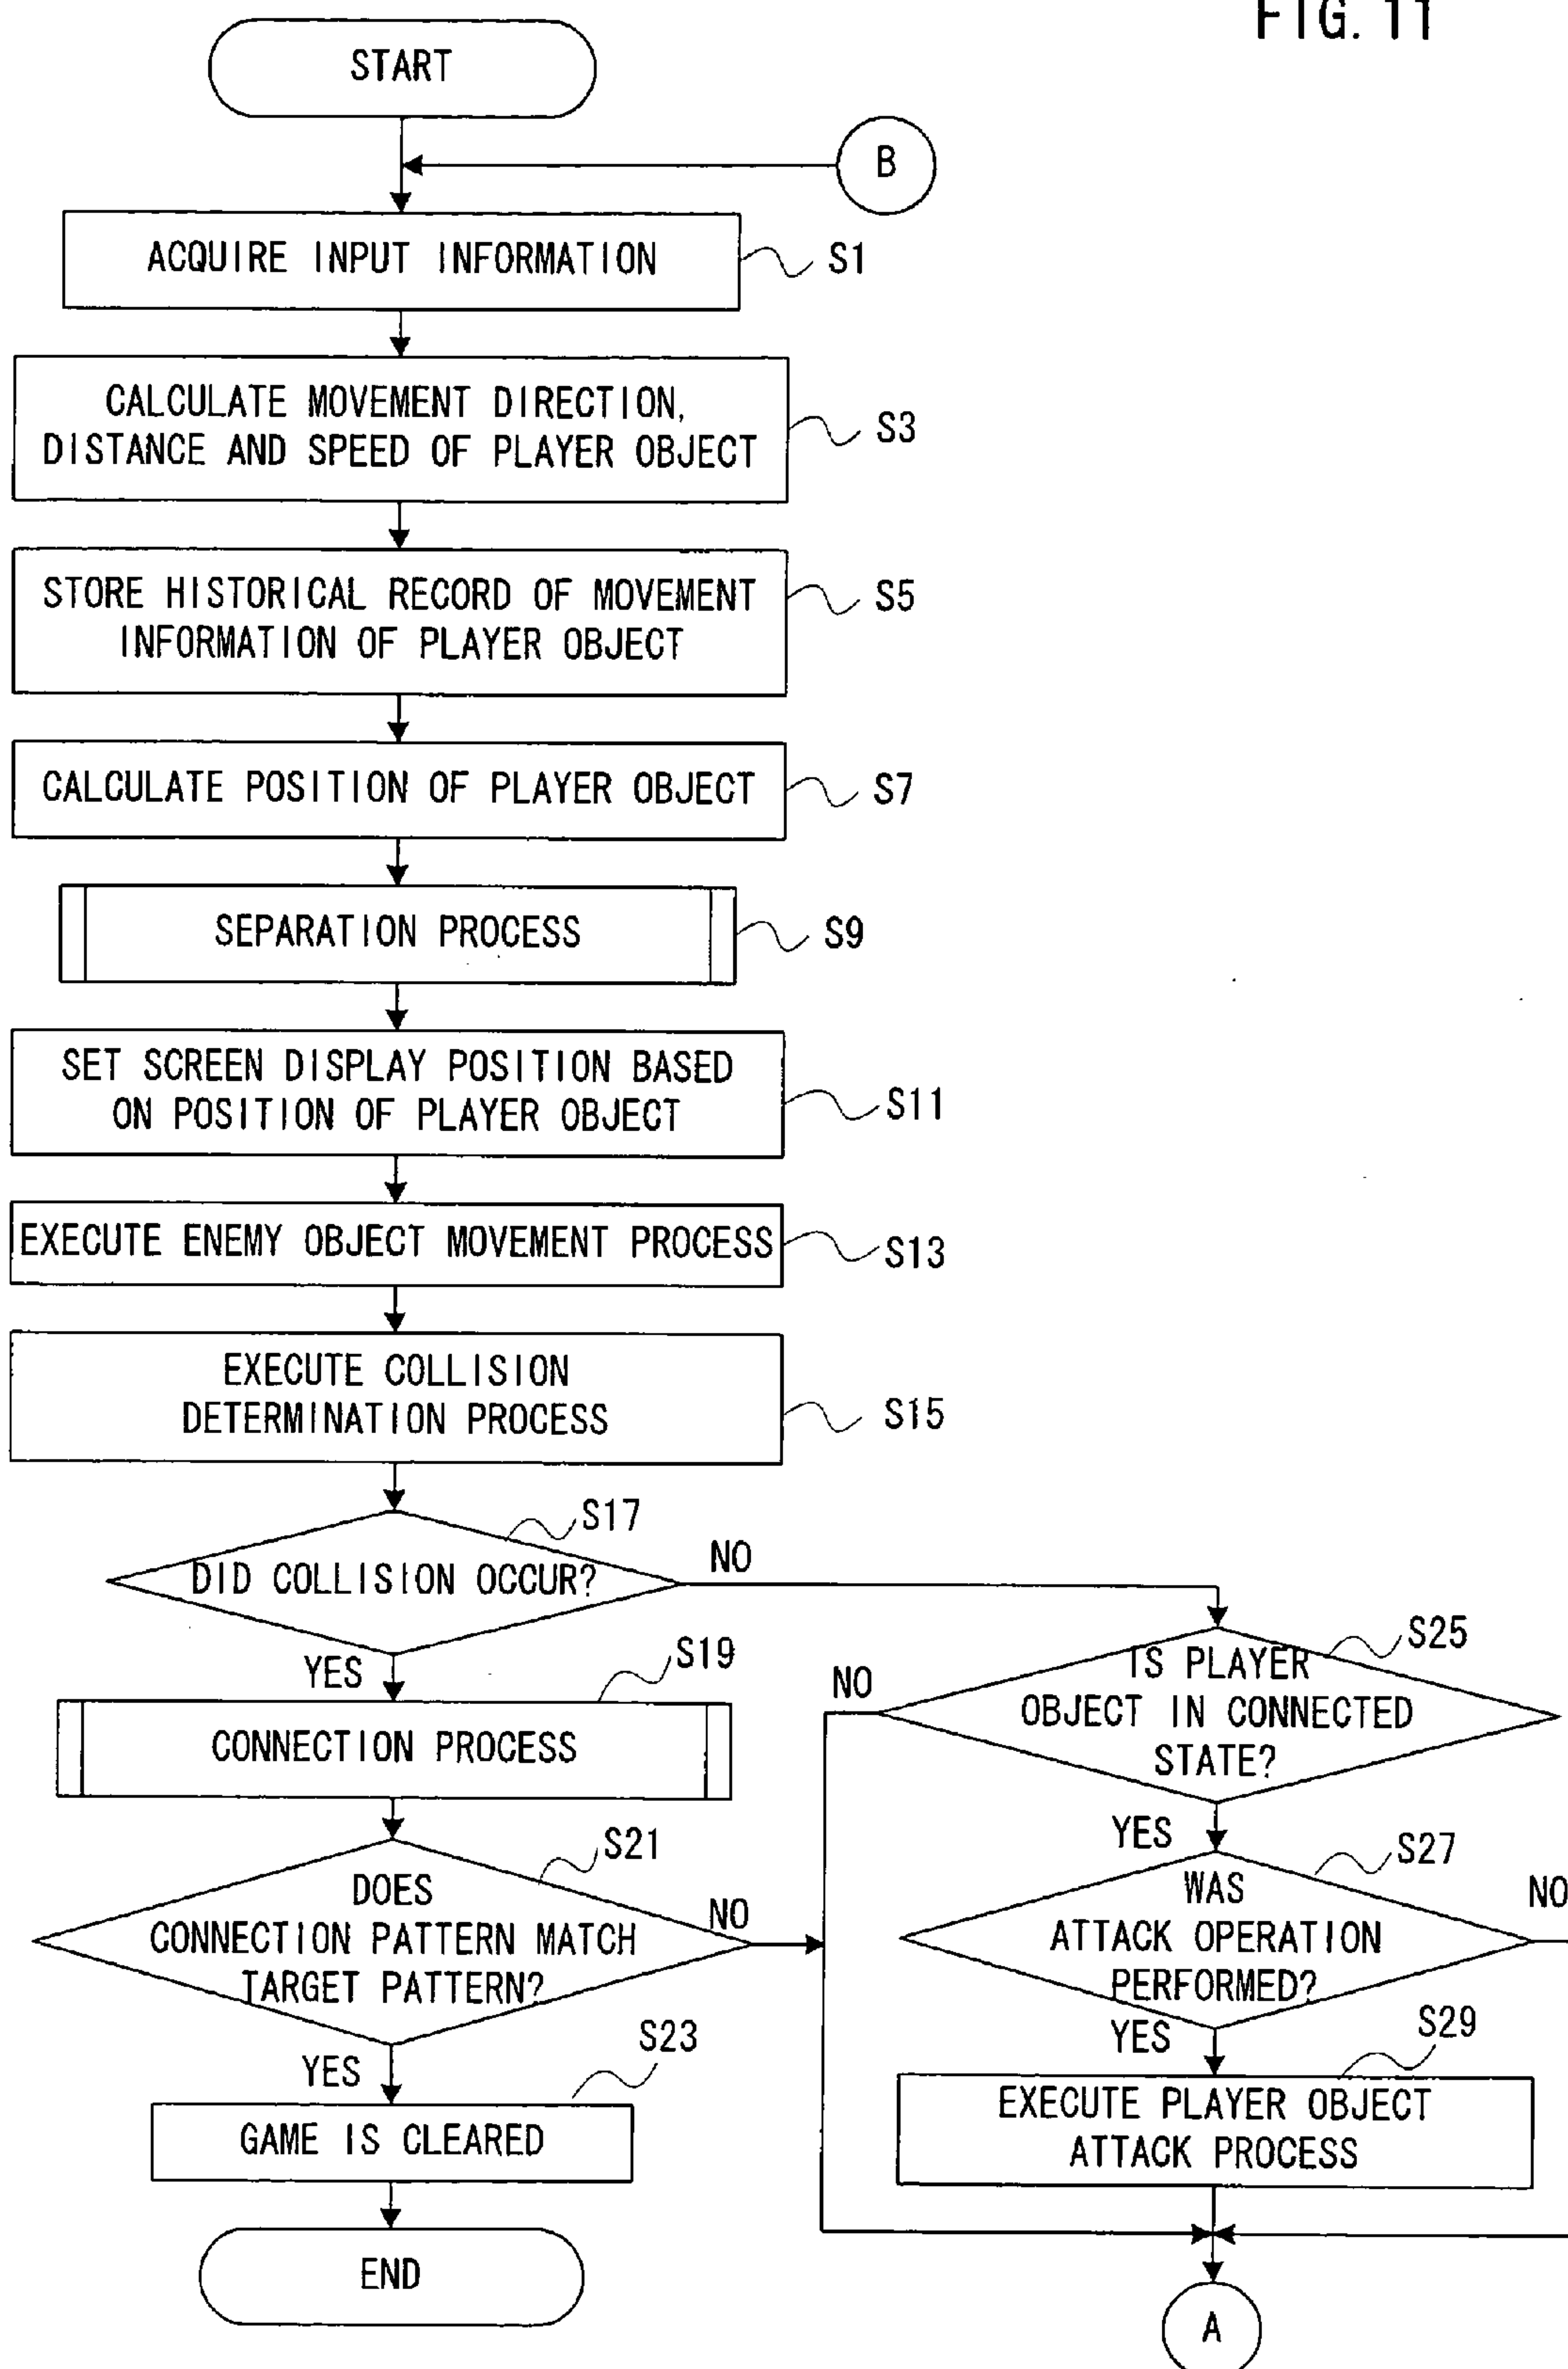 FIG. 11
START
B
ACQUIRE INPUT INFORMATION
S1
CALCULATE MOVEMENT DIRECTION,
DISTANCE AND SPEED OF PLAYER OBJECT
S3
STORE HISTORICAL RECORD OF MOVEMENT
INFORMATION OF PLAYER OBJECT
S5
CALCULATE POSITION OF PLAYER OBJECT
S7
SEPARATION PROCESS
S9
SET SCREEN DISPLAY POSITION BASED
ON POSITION OF PLAYER OBJECT
S11
EXECUTE ENEMY OBJECT MOVEMENT PROCESS
S13
EXECUTE COLLISION
DETERMINATION PROCESS
S15
S17
DID COLLISION OCCUR?
NO
YES
S19
CONNECTION PROCESS
S21
DOES
CONNECTION PATTERN MATCH
TARGET PATTERN?
NO
YES
S23
GAME IS CLEARED
END
S25
IS PLAYER
OBJECT IN CONNECTED
STATE?
NO
YES
S27
WAS
ATTACK OPERATION
PERFORMED?
NO
YES
S29
EXECUTE PLAYER OBJECT
ATTACK PROCESS
A